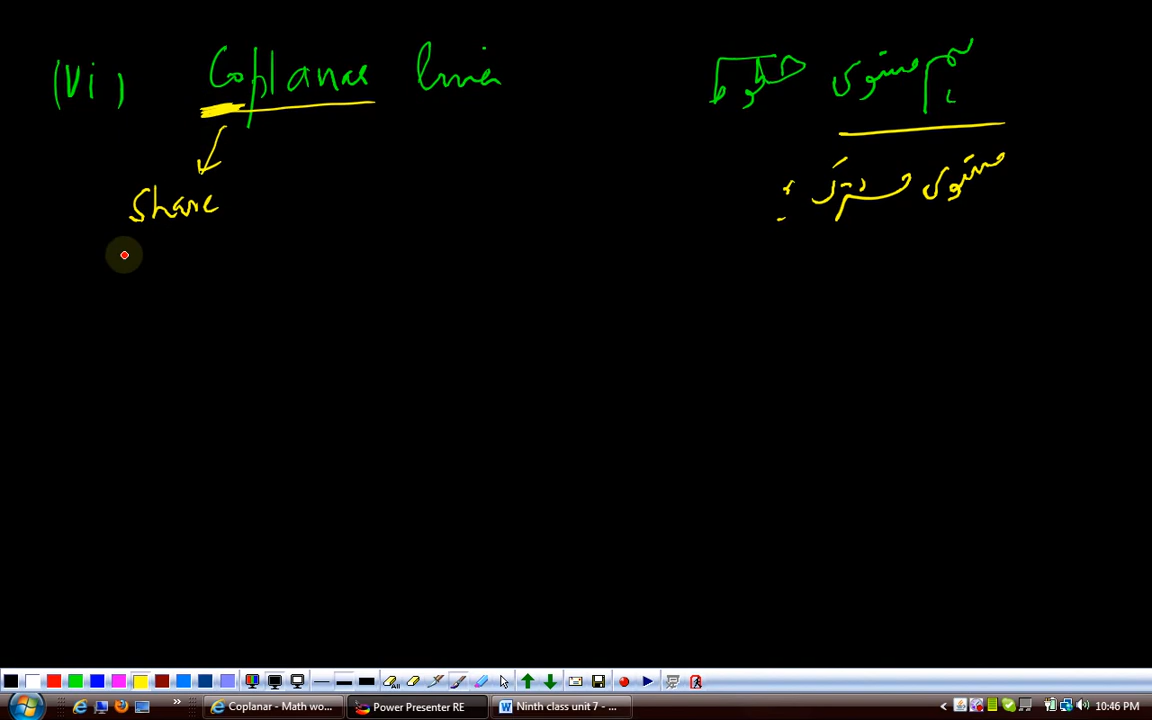 (Vi) Coplanar lines ہم مستوی خطوط
Share مستوی مشترک :
Coplanar - Math wo... Power Presenter RE Ninth class unit 7 - ... 10:46 PM